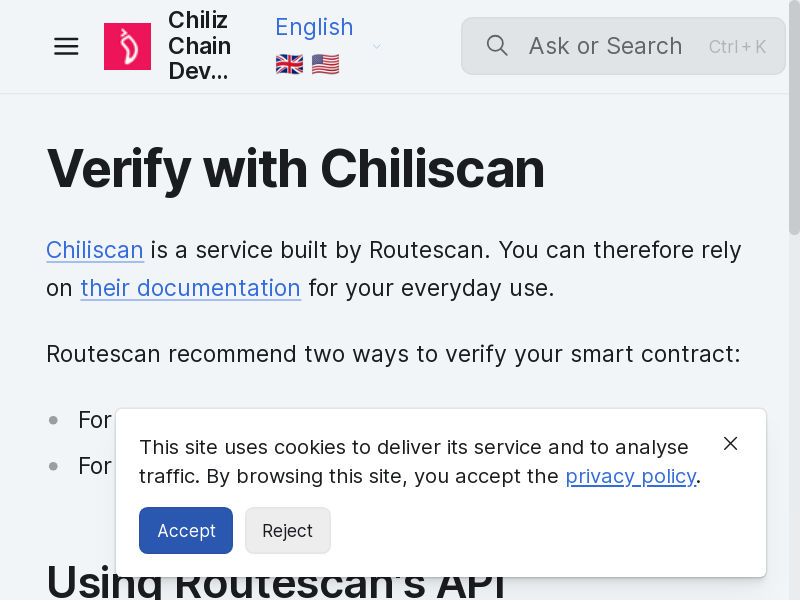 Chiliz
Chain
Dev...
English
🇬🇧 🇺🇸
Ask or Search
Ctrl + K
Verify with Chiliscan
Chiliscan is a service built by Routescan. You can therefore rely
on their documentation for your everyday use.
Routescan recommend two ways to verify your smart contract:
For
For
This site uses cookies to deliver its service and to analyse
traffic. By browsing this site, you accept the privacy policy.
Accept
Reject
Using Routescan's API